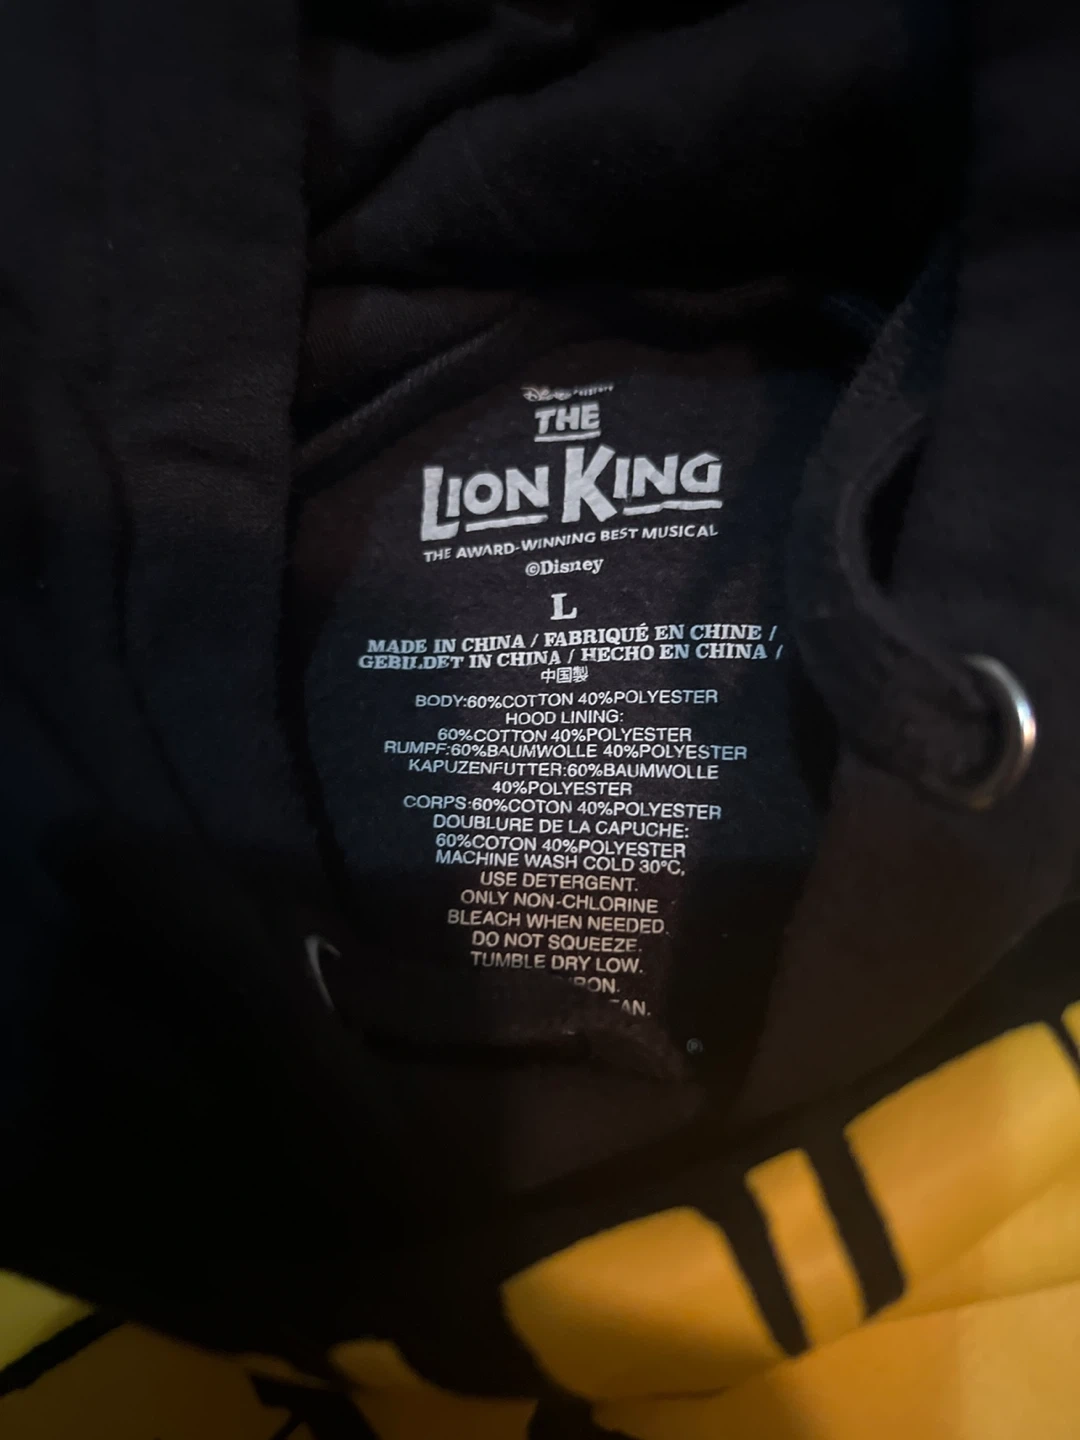 Disney
THE
LION KING
THE AWARD-WINNING BEST MUSICAL
©Disney
L
MADE IN CHINA / FABRIQUÉ EN CHINE /
GEBILDET IN CHINA / HECHO EN CHINA /
中国製
BODY:60%COTTON 40%POLYESTER
HOOD LINING:
60%COTTON 40%POLYESTER
RUMPF:60%BAUMWOLLE 40%POLYESTER
KAPUZENFUTTER:60%BAUMWOLLE
40%POLYESTER
CORPS:60%COTON 40%POLYESTER
DOUBLURE DE LA CAPUCHE:
60%COTON 40%POLYESTER
MACHINE WASH COLD 30°C,
USE DETERGENT.
ONLY NON-CHLORINE
BLEACH WHEN NEEDED.
DO NOT SQUEEZE.
TUMBLE DRY LOW.
®